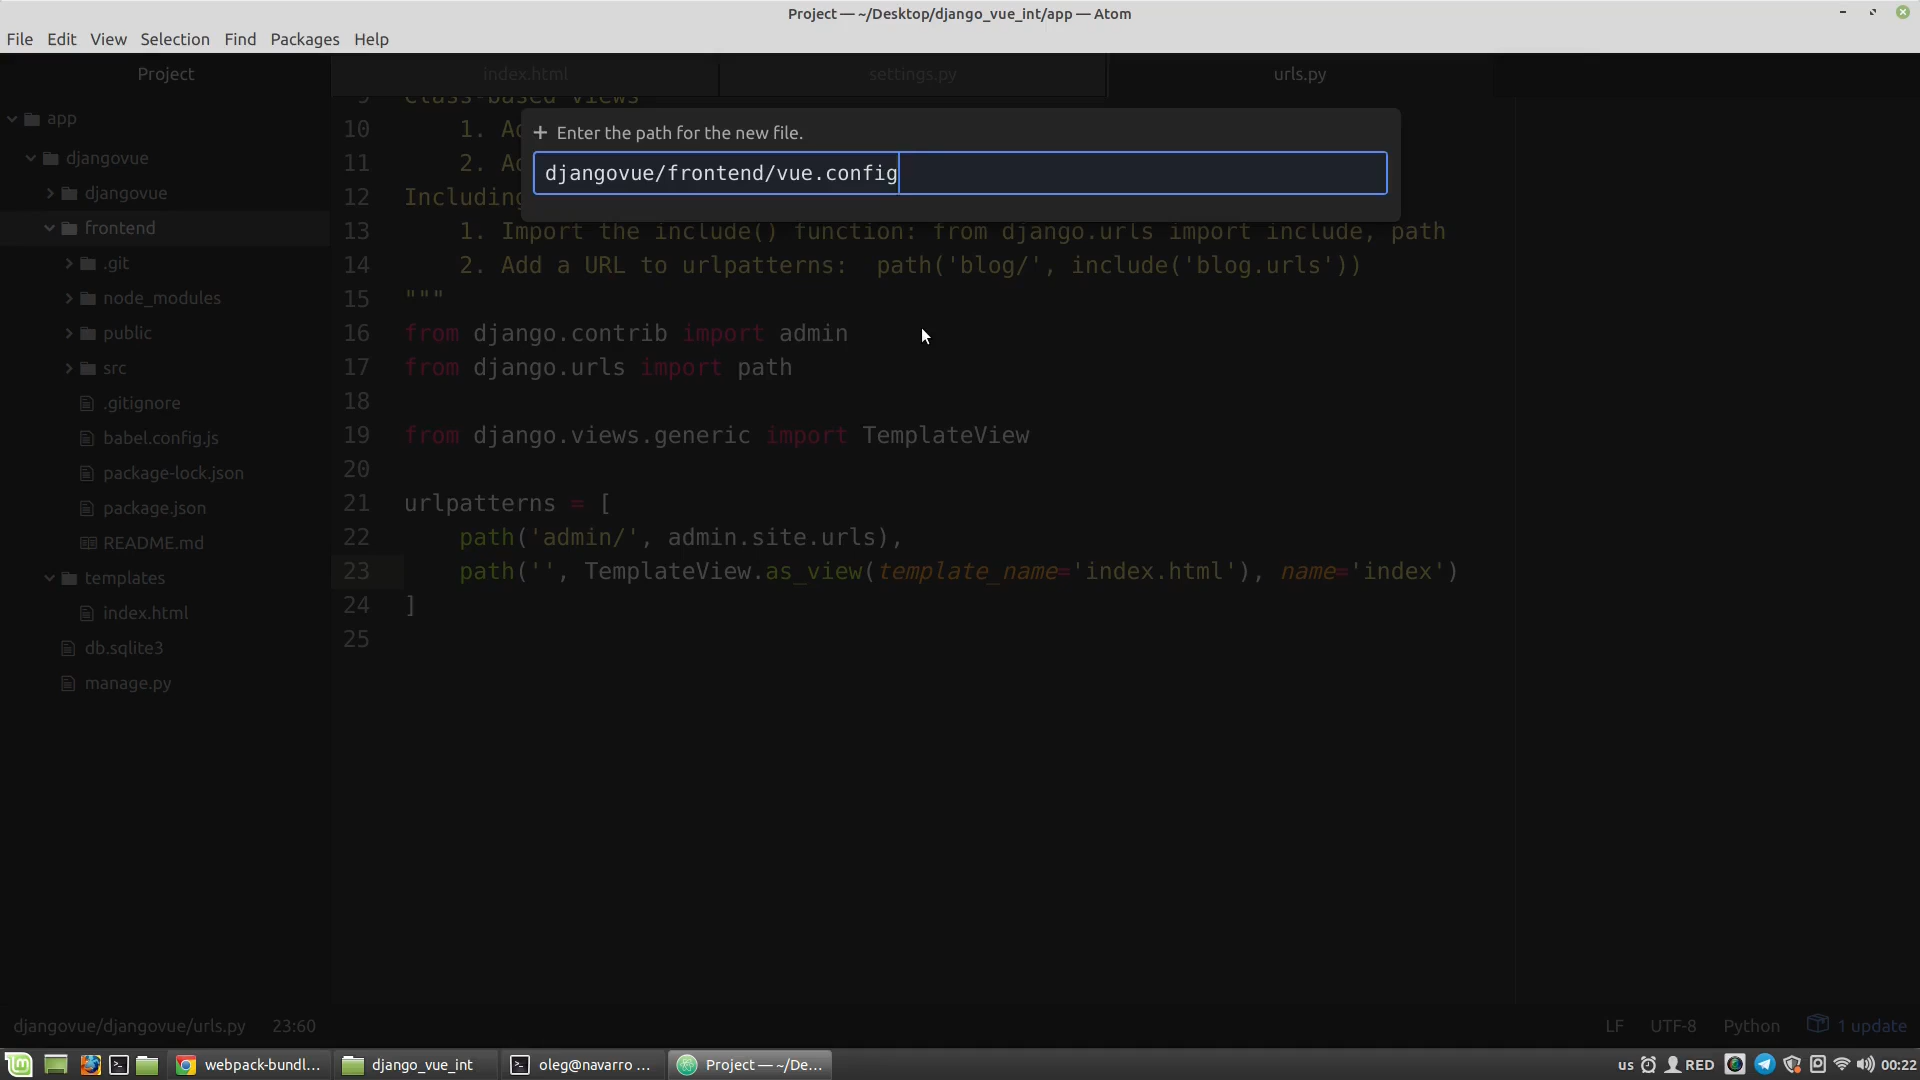 Project — ~/Desktop/django_vue_int/app — Atom
File Edit View Selection Find Packages Help
Project
index.html
settings.py
urls.py
app
djangovue
djangovue
frontend
.git
node_modules
public
src
.gitignore
babel.config.js
package-lock.json
package.json
README.md
templates
index.html
db.sqlite3
manage.py
+ Enter the path for the new file.
djangovue/frontend/vue.config
9 Class-based views
10 1. Ad
11 2. Ad
12 Including
13 1. Import the include() function: from django.urls import include, path
14 2. Add a URL to urlpatterns:  path('blog/', include('blog.urls'))
15 """
16 from django.contrib import admin
17 from django.urls import path
18
19 from django.views.generic import TemplateView
20
21 urlpatterns = [
22 path('admin/', admin.site.urls),
23 path('', TemplateView.as_view(template_name='index.html'), name='index')
24 ]
25
djangovue/djangovue/urls.py 23:60
LF UTF-8 Python 1 update
webpack-bundl...
django_vue_int
oleg@navarro ...
Project — ~/De...
us RED 00:22